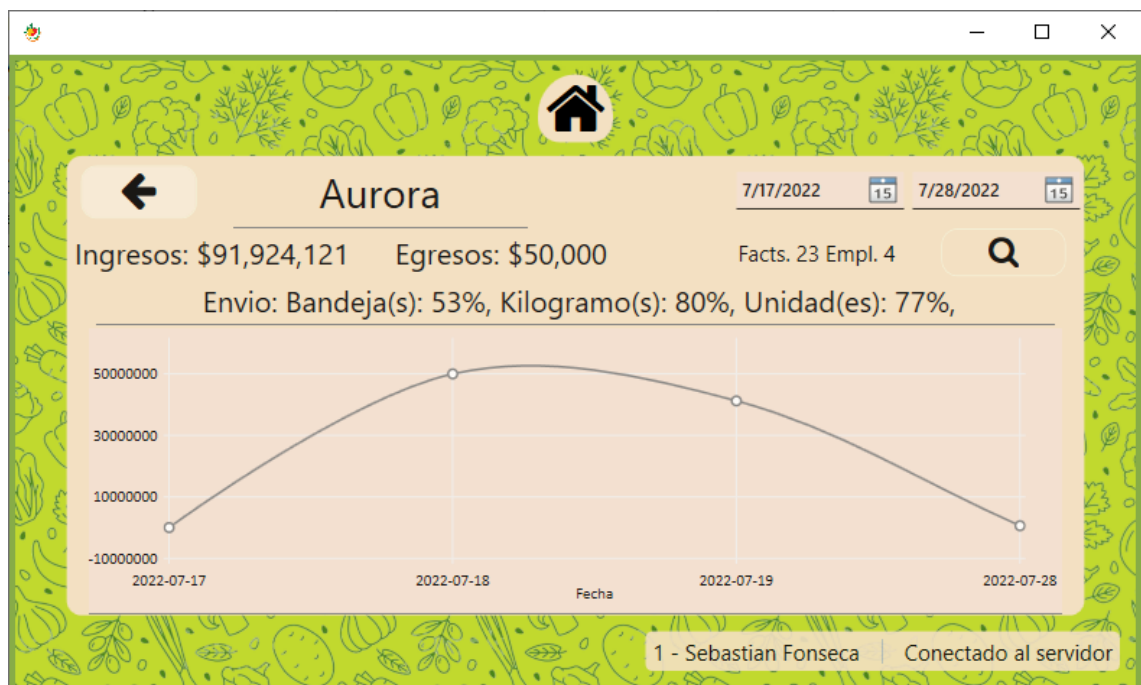 Aurora
7/17/2022 15 7/28/2022 15
Ingresos: $91,924,121 Egresos: $50,000 Facts. 23 Empl. 4
Envio: Bandeja(s): 53%, Kilogramo(s): 80%, Unidad(es): 77%,
50000000
30000000
10000000
-10000000
2022-07-17 2022-07-18 2022-07-19 2022-07-28
Fecha
1 - Sebastian Fonseca Conectado al servidor